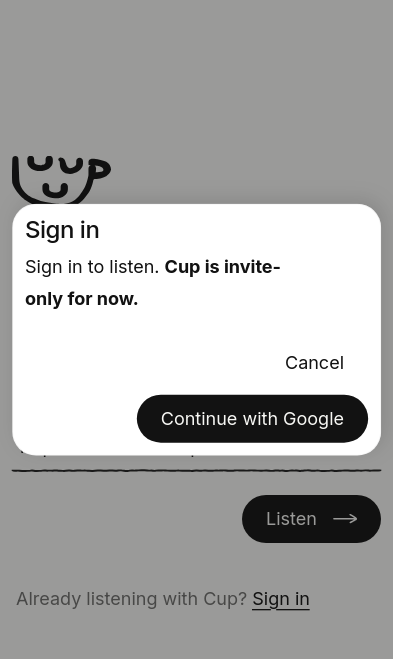 Sign in
Sign in to listen. Cup is invite-
only for now.
Cancel
Continue with Google
Listen
Already listening with Cup? Sign in